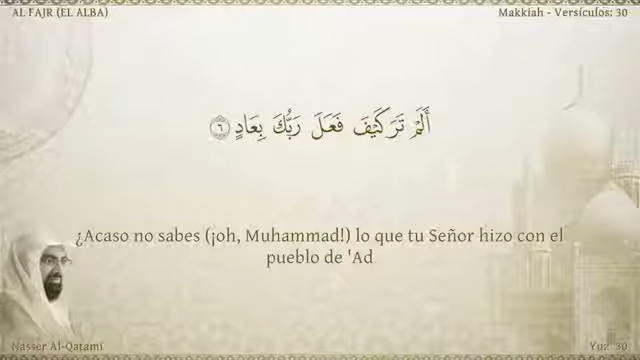 AL FAJR (EL ALBA)
Makkiah - Versículos: 30
أَلَمْ تَرَ كَيْفَ فَعَلَ رَبُّكَ بِعَادٍ ٦
¿Acaso no sabes (¡oh, Muhammad!) lo que tu Señor hizo con el
pueblo de 'Ad
Nasser Al-Qatami
Yuz' 30